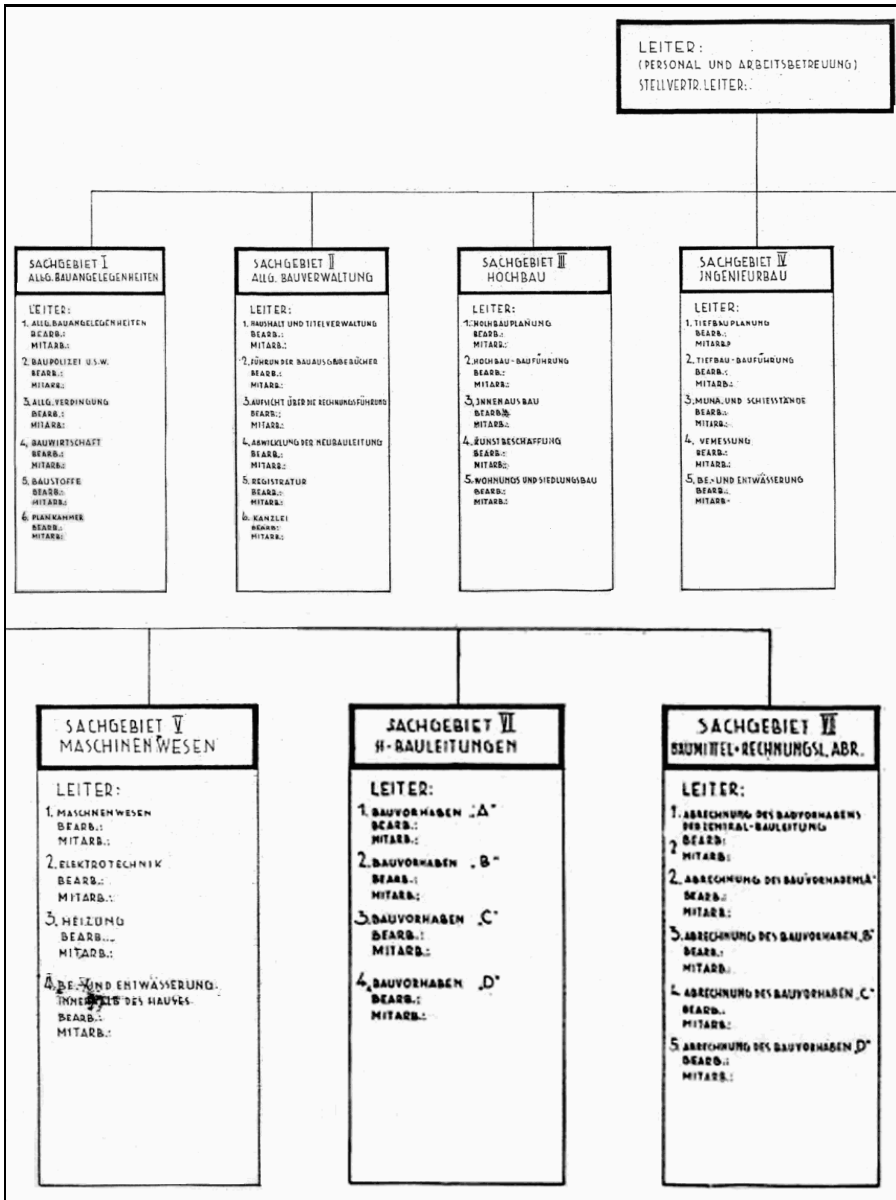 LEITER:
(PERSONAL UND ARBEITSBETREUUNG)
STELLVERTR. LEITER:
SACHGEBIET I
ALLG. BAUANGELEGENHEITEN
LEITER:
1. ALLG. BAUANGELEGENHEITEN
BEARB.:
MITARB.:
2. BAUPOLIZEI U.S.W.
BEARB.:
MITARB.:
3. ALLG. VERDINGUNG
BEARB.:
MITARB.:
4. BAUWIRTSCHAFT
BEARB.:
MITARB.:
5. BAUSTOFFE
BEARB.:
MITARB.:
6. PLANKAMMER
BEARB.:
MITARB.:
SACHGEBIET II
ALLG. BAUVERWALTUNG
LEITER:
1. HAUSHALT UND TITELVERWALTUNG
BEARB.:
MITARB.:
2. FÜHRUN DER BAUAUSGABEBÜCHER
BEARB.:
MITARB.:
3. AUFSICHT ÜBER DIE RECHNUNGSFÜHRUNG
BEARB.:
MITARB.:
4. ABWICKLUNG DER NEUBAULEITUNG
BEARB.:
MITARB.:
5. REGISTRATUR
BEARB.:
MITARB.:
6. KANZLEI
BEARB.:
MITARB.:
SACHGEBIET III
HOCHBAU
LEITER:
1. HOCHBAUPLANUNG
BEARB.:
MITARB.:
2. HOCHBAU-BAUFÜHRUNG
BEARB.:
MITARB.:
3. JNNENAUSBAU
BEARB.:
MITARB.:
4. KUNSTBESCHAFFUNG
BEARB.:
MITARB.:
5. WOHNUNGS UND SIEDLUNGSBAU
BEARB.:
MITARB.:
SACHGEBIET IV
JNGENIEURBAU
LEITER:
1. TIEFBAUPLANUNG
BEARB.:
MITARB.
2. TIEFBAU-BAUFÜHRUNG
BEARB.:
MITARB.:
3. MUNA. UND SCHIESSTÄNDE
BEARB.:
MITARB.:
4. VEMESSUNG
BEARB.:
MITARB.:
5. BE- UND ENTWÄSSERUNG
BEARB.:
MITARB.
SACHGEBIET V
MASCHINENWESEN
LEITER:
1. MASCHNENWESEN
BEARB.:
MITARB.:
2. ELEKTROTECHNIK
BEARB.:
MITARB.:
3. HEIZUNG
BEARB.:
MITARB.:
4. BE- UND ENTWÄSSERUNG
INNERHALB DES HAUSES
BEARB.:
MITARB.:
SACHGEBIET VI
BAULEITUNGEN
LEITER:
1. BAUVORHABEN „A"
BEARB.:
MITARB.:
2. BAUVORHABEN „B"
BEARB.:
MITARB.:
3. BAUVORHABEN „C"
BEARB.:
MITARB.:
4. BAUVORHABEN „D"
BEARB.:
MITARB.:
SACHGEBIET VII
BAUMITTEL-RECHNUNGSL. ABR.
LEITER:
1. ABRECHNUNG DES BAUVORHABENS
DER ZENTRAL-BAULEITUNG
2 BEARB:
MITARB:
2. ABRECHNUNG DES BAUVORHABENS „A"
BEARB.:
MITARB.:
3. ABRECHNUNG DES BAUVORHABEN „B"
BEARB.:
MITARB.:
4 ABRECHNUNG DES BAUVORHABEN „C"
BEARB.:
MITARB.:
5. ABRECHNUNG DES BAUVORHABEN „D"
BEARB.:
MITARB.: